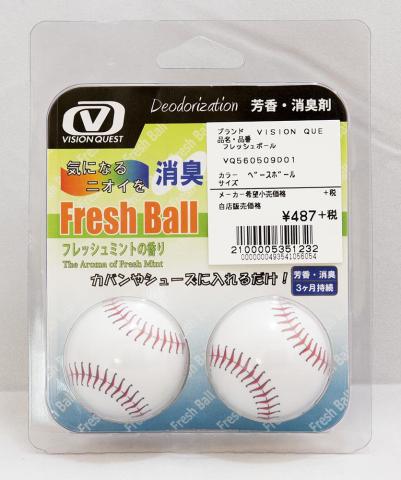 VISION QUEST
Deodorization 芳香・消臭剤
ブランド VISION QUE
品名・品番
フレッシュボール
VQ560509D01
カラー ベースボール
サイズ
メーカー希望小売価格 +税
自店販売価格
¥487+税
2100005351232
0000000493541056054
気になる
ニオイを
消臭
Fresh Ball
フレッシュミントの香り
The Aroma of Fresh Mint
カバンやシューズに入れるだけ!
芳香・消臭
3ヶ月持続
Fresh Ball